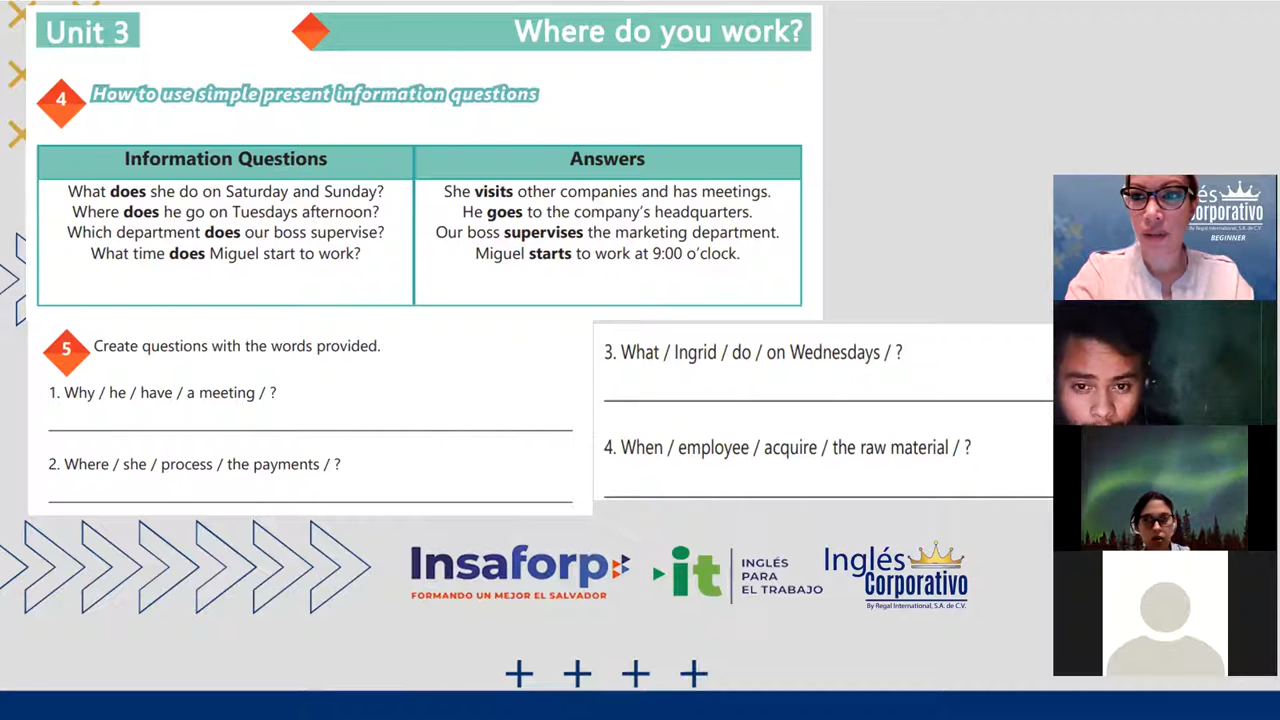 Unit 3
Where do you work?
4
How to use simple present information questions
Information Questions
Answers
What does she do on Saturday and Sunday?
She visits other companies and has meetings.
Where does he go on Tuesdays afternoon?
He goes to the company's headquarters.
Which department does our boss supervise?
Our boss supervises the marketing department.
What time does Miguel start to work?
Miguel starts to work at 9:00 o'clock.
5
Create questions with the words provided.
1. Why / he / have / a meeting / ?
2. Where / she / process / the payments / ?
3. What / Ingrid / do / on Wednesdays / ?
4. When / employee / acquire / the raw material / ?
Insaforp
FORMANDO UN MEJOR EL SALVADOR
it
INGLÉS
PARA
EL TRABAJO
Inglés
Corporativo
By Regal International, S.A. de C.V.
és
Corporativo
By Regal International, S.A. de C.V.
BEGINNER